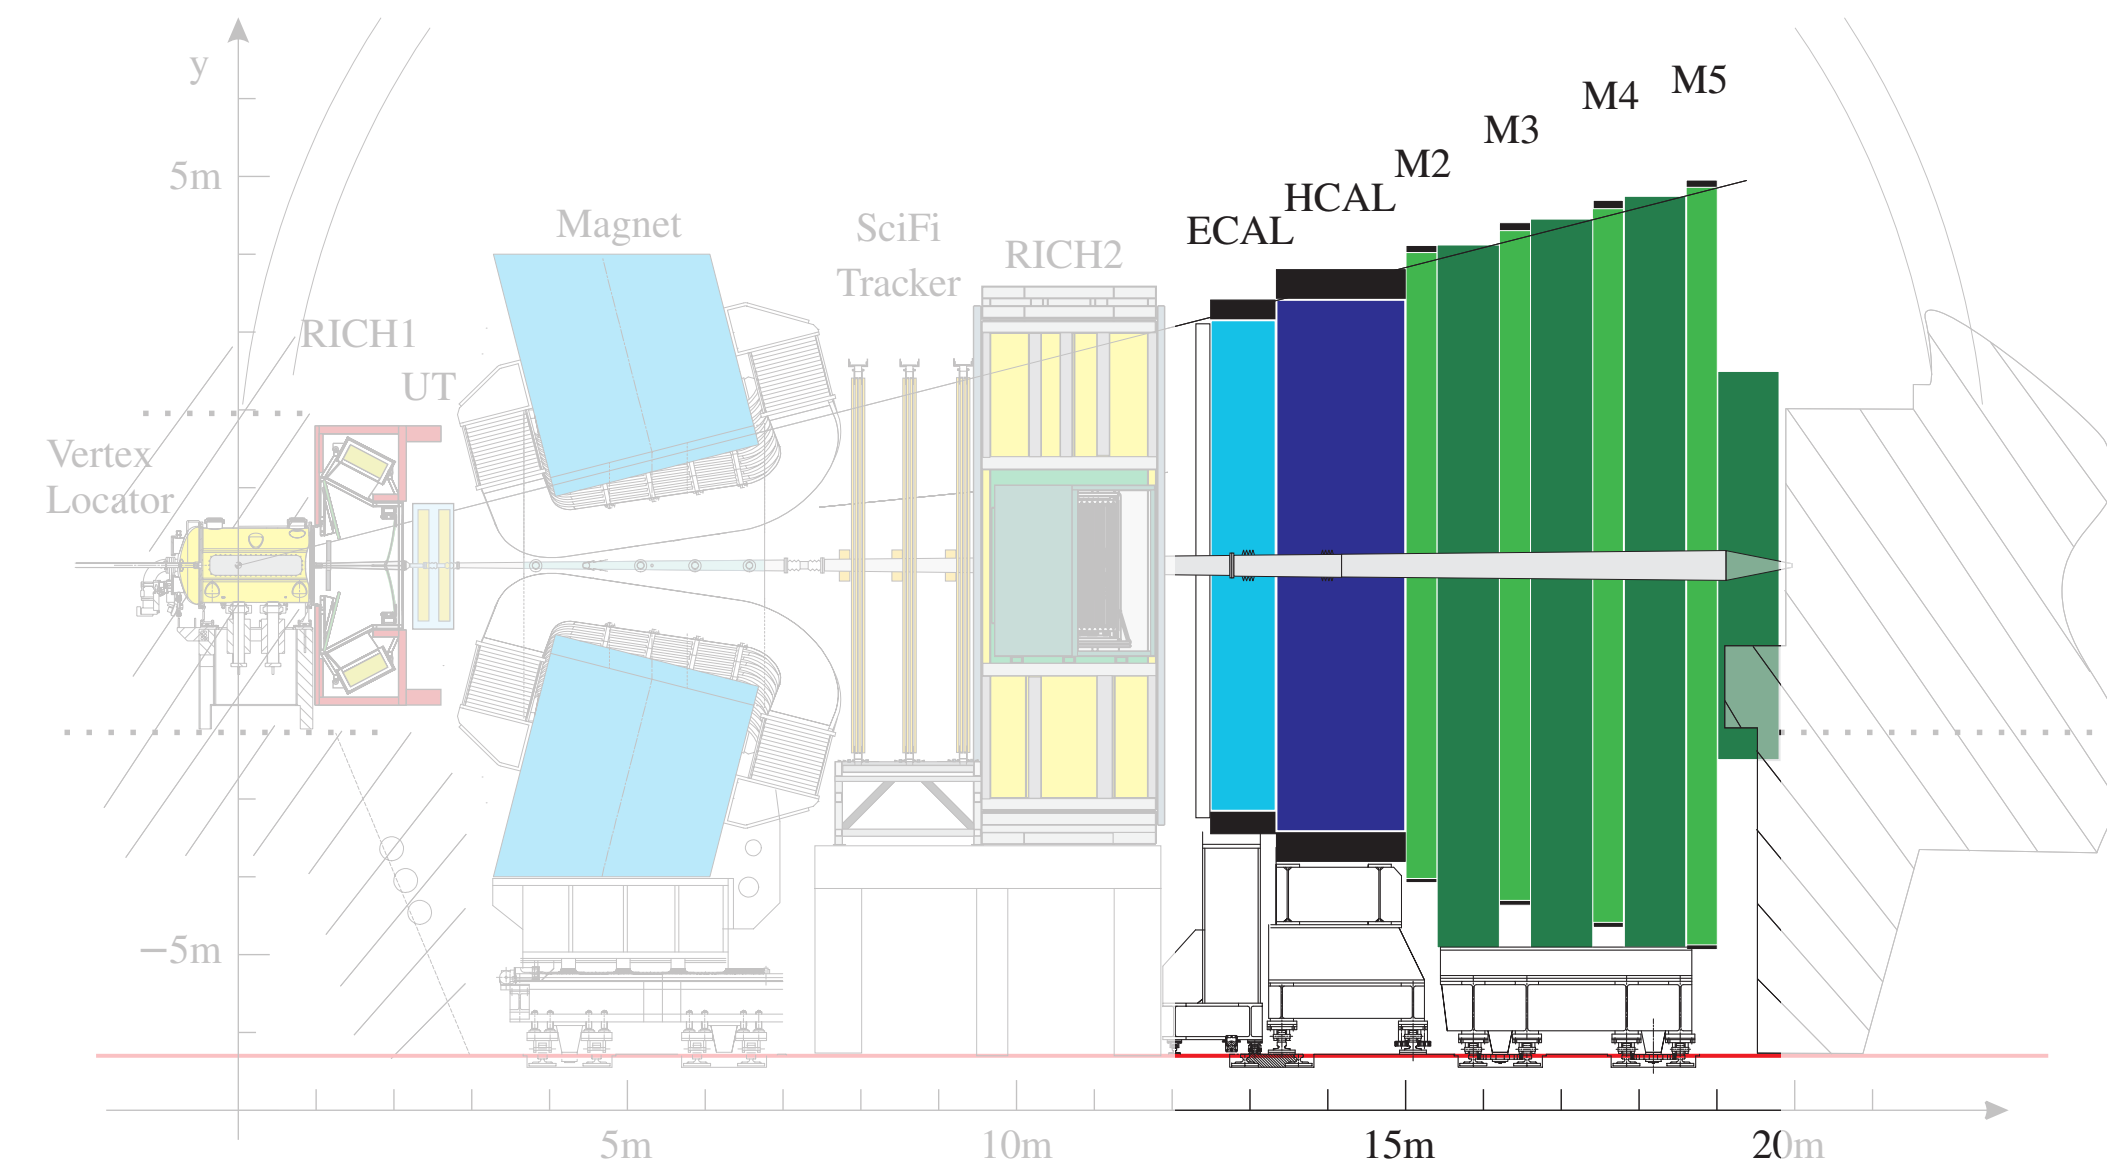 y
5m
Magnet
SciFi
Tracker
RICH2
ECAL
HCAL
M2
M3
M4
M5
RICH1
UT
Vertex
Locator
−5m
5m
10m
15m
20m